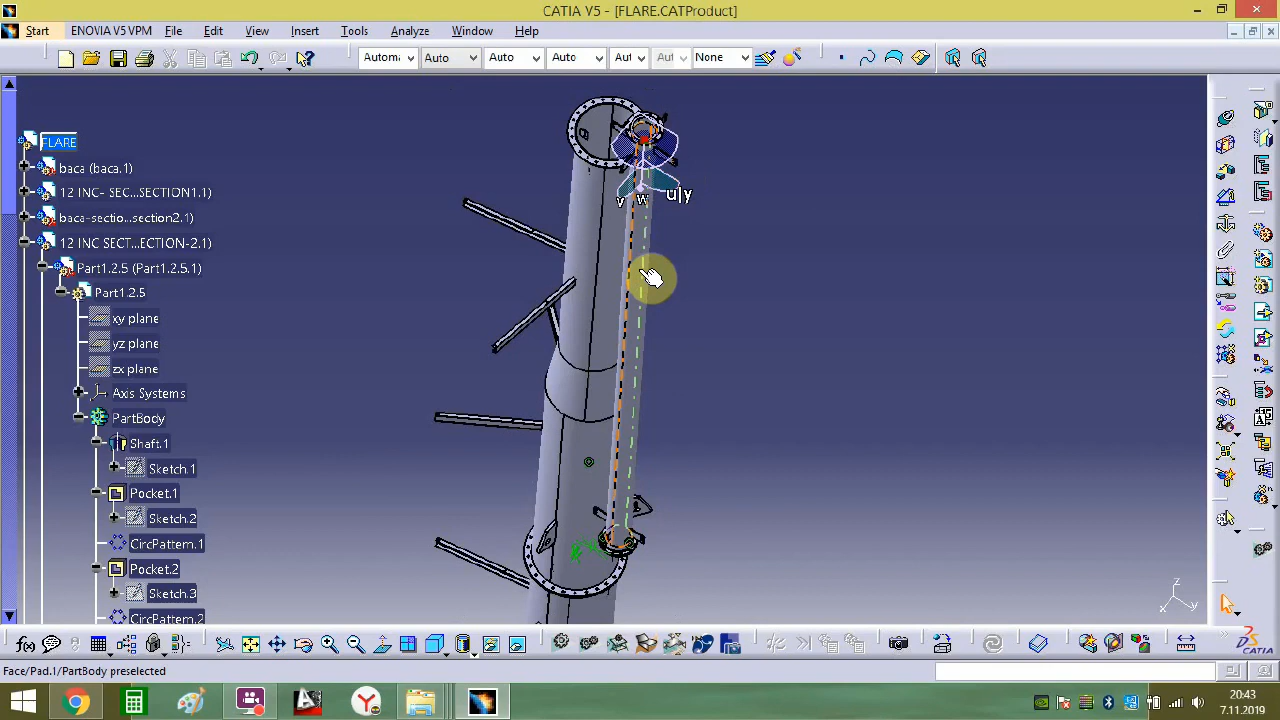 CATIA V5 - [FLARE.CATProduct]
Start ENOVIA V5 VPM File Edit View Insert Tools Analyze Window Help
Automa Auto Auto Auto Aut Aut None
FLARE
baca (baca.1)
12 INC- SEC...SECTION1.1)
baca-sectio...section2.1)
12 INC SECT...ECTION-2.1)
Part1.2.5 (Part1.2.5.1)
Part1.2.5
xy plane
yz plane
zx plane
Axis Systems
PartBody
Shaft.1
Sketch.1
Pocket.1
Sketch.2
CircPattern.1
Pocket.2
Sketch.3
CircPattern.2
v w u|y
z
x y
f(x)
CATIA
Face/Pad.1/PartBody preselected
20:43
7.11.2019